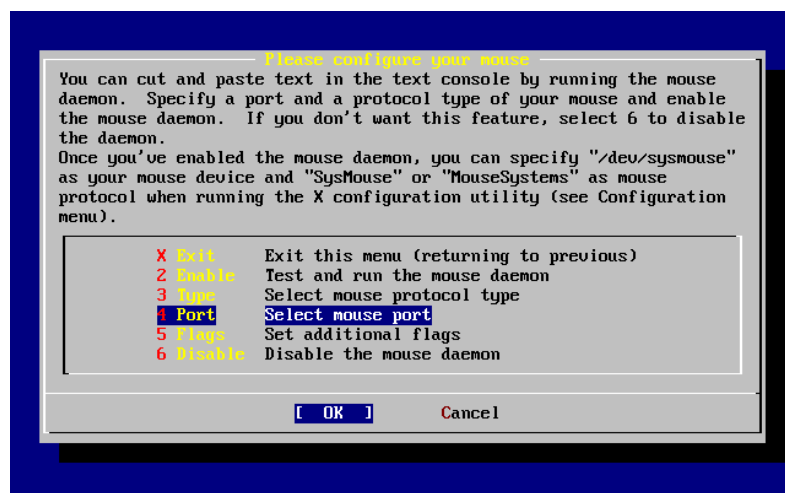 Please configure your mouse
You can cut and paste text in the text console by running the mouse
daemon.  Specify a port and a protocol type of your mouse and enable
the mouse daemon.  If you don't want this feature, select 6 to disable
the daemon.
Once you've enabled the mouse daemon, you can specify "/dev/sysmouse"
as your mouse device and "SysMouse" or "MouseSystems" as mouse
protocol when running the X configuration utility (see Configuration
menu).
X Exit Exit this menu (returning to previous)
2 Enable Test and run the mouse daemon
3 Type Select mouse protocol type
4 Port Select mouse port
5 Flags Set additional flags
6 Disable Disable the mouse daemon
[ OK ] Cancel